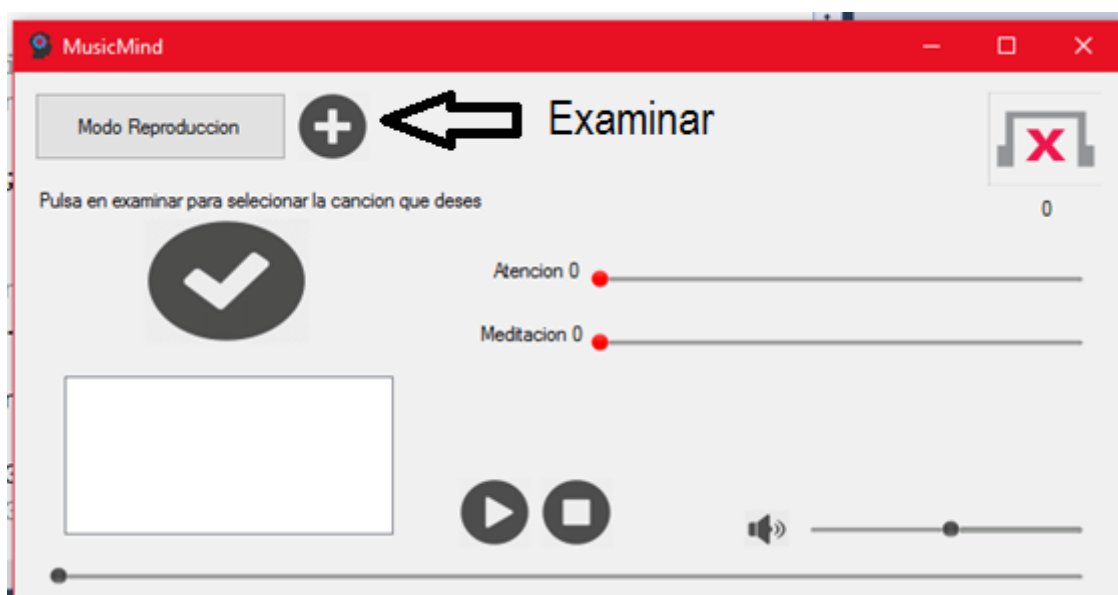 MusicMind
Modo Reproduccion
Examinar
Pulsa en examinar para selecionar la cancion que deses
0
Atencion 0
Meditacion 0